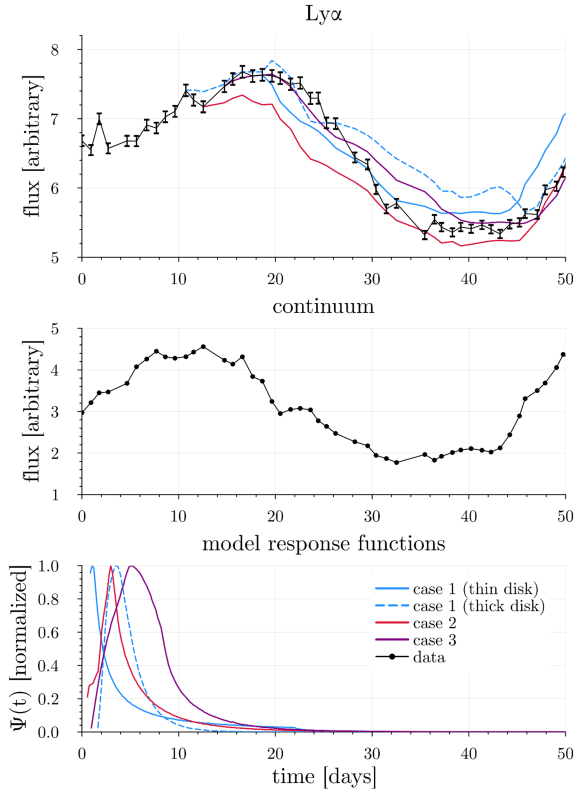 Lyα
flux [arbitrary]
8
7
6
5
0
10
20
30
40
50
continuum
flux [arbitrary]
5
4
3
2
1
0
10
20
30
40
50
model response functions
Ψ(t) [normalized]
1.0
0.8
0.6
0.4
0.2
0.0
case 1 (thin disk)
case 1 (thick disk)
case 2
case 3
data
0
10
20
30
40
50
time [days]